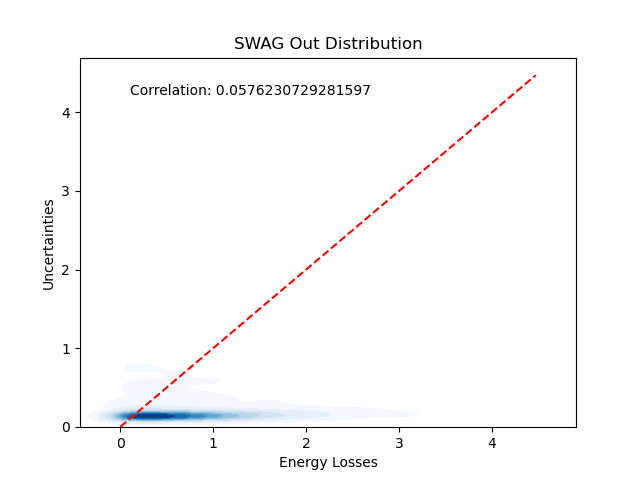 SWAG Out Distribution
Correlation: 0.0576230729281597
4
3
2
1
0
Uncertainties
0 1 2 3 4
Energy Losses